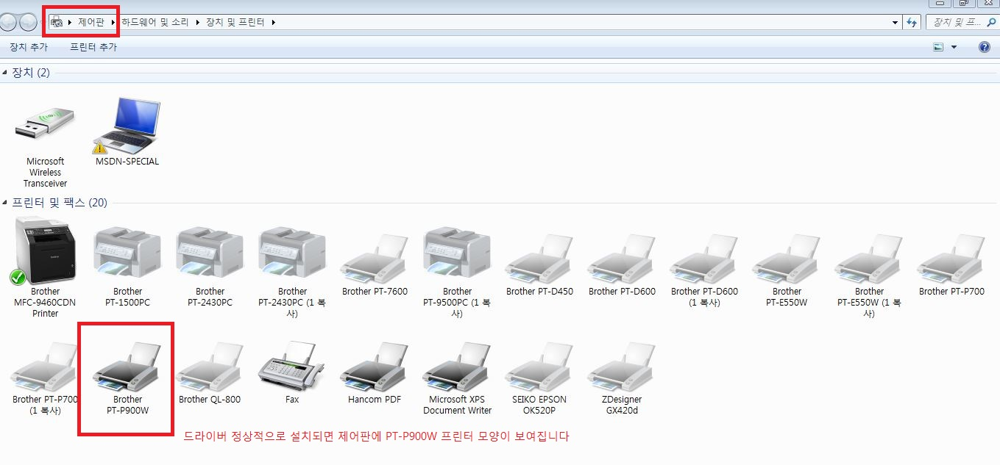 제어판 하드웨어 및 소리 장치 및 프린터 장치 및 프...
장치 추가 프린터 추가
장치 (2)
Microsoft
Wireless
Transceiver
MSDN-SPECIAL
프린터 및 팩스 (20)
Brother
MFC-9460CDN
Printer
Brother
PT-1500PC
Brother
PT-2430PC
Brother
PT-2430PC (1 복
사)
Brother PT-7600
Brother
PT-9500PC (1 복
사)
Brother PT-D450
Brother PT-D600
Brother PT-D600
(1 복사)
Brother
PT-E550W
Brother
PT-E550W (1 복
사)
Brother PT-P700
Brother PT-P700
(1 복사)
Brother
PT-P900W
Brother QL-800
Fax
Hancom PDF
Microsoft XPS
Document Writer
SEIKO EPSON
OK520P
ZDesigner
GX420d
드라이버 정상적으로 설치되면 제어판에 PT-P900W 프린터 모양이 보여집니다